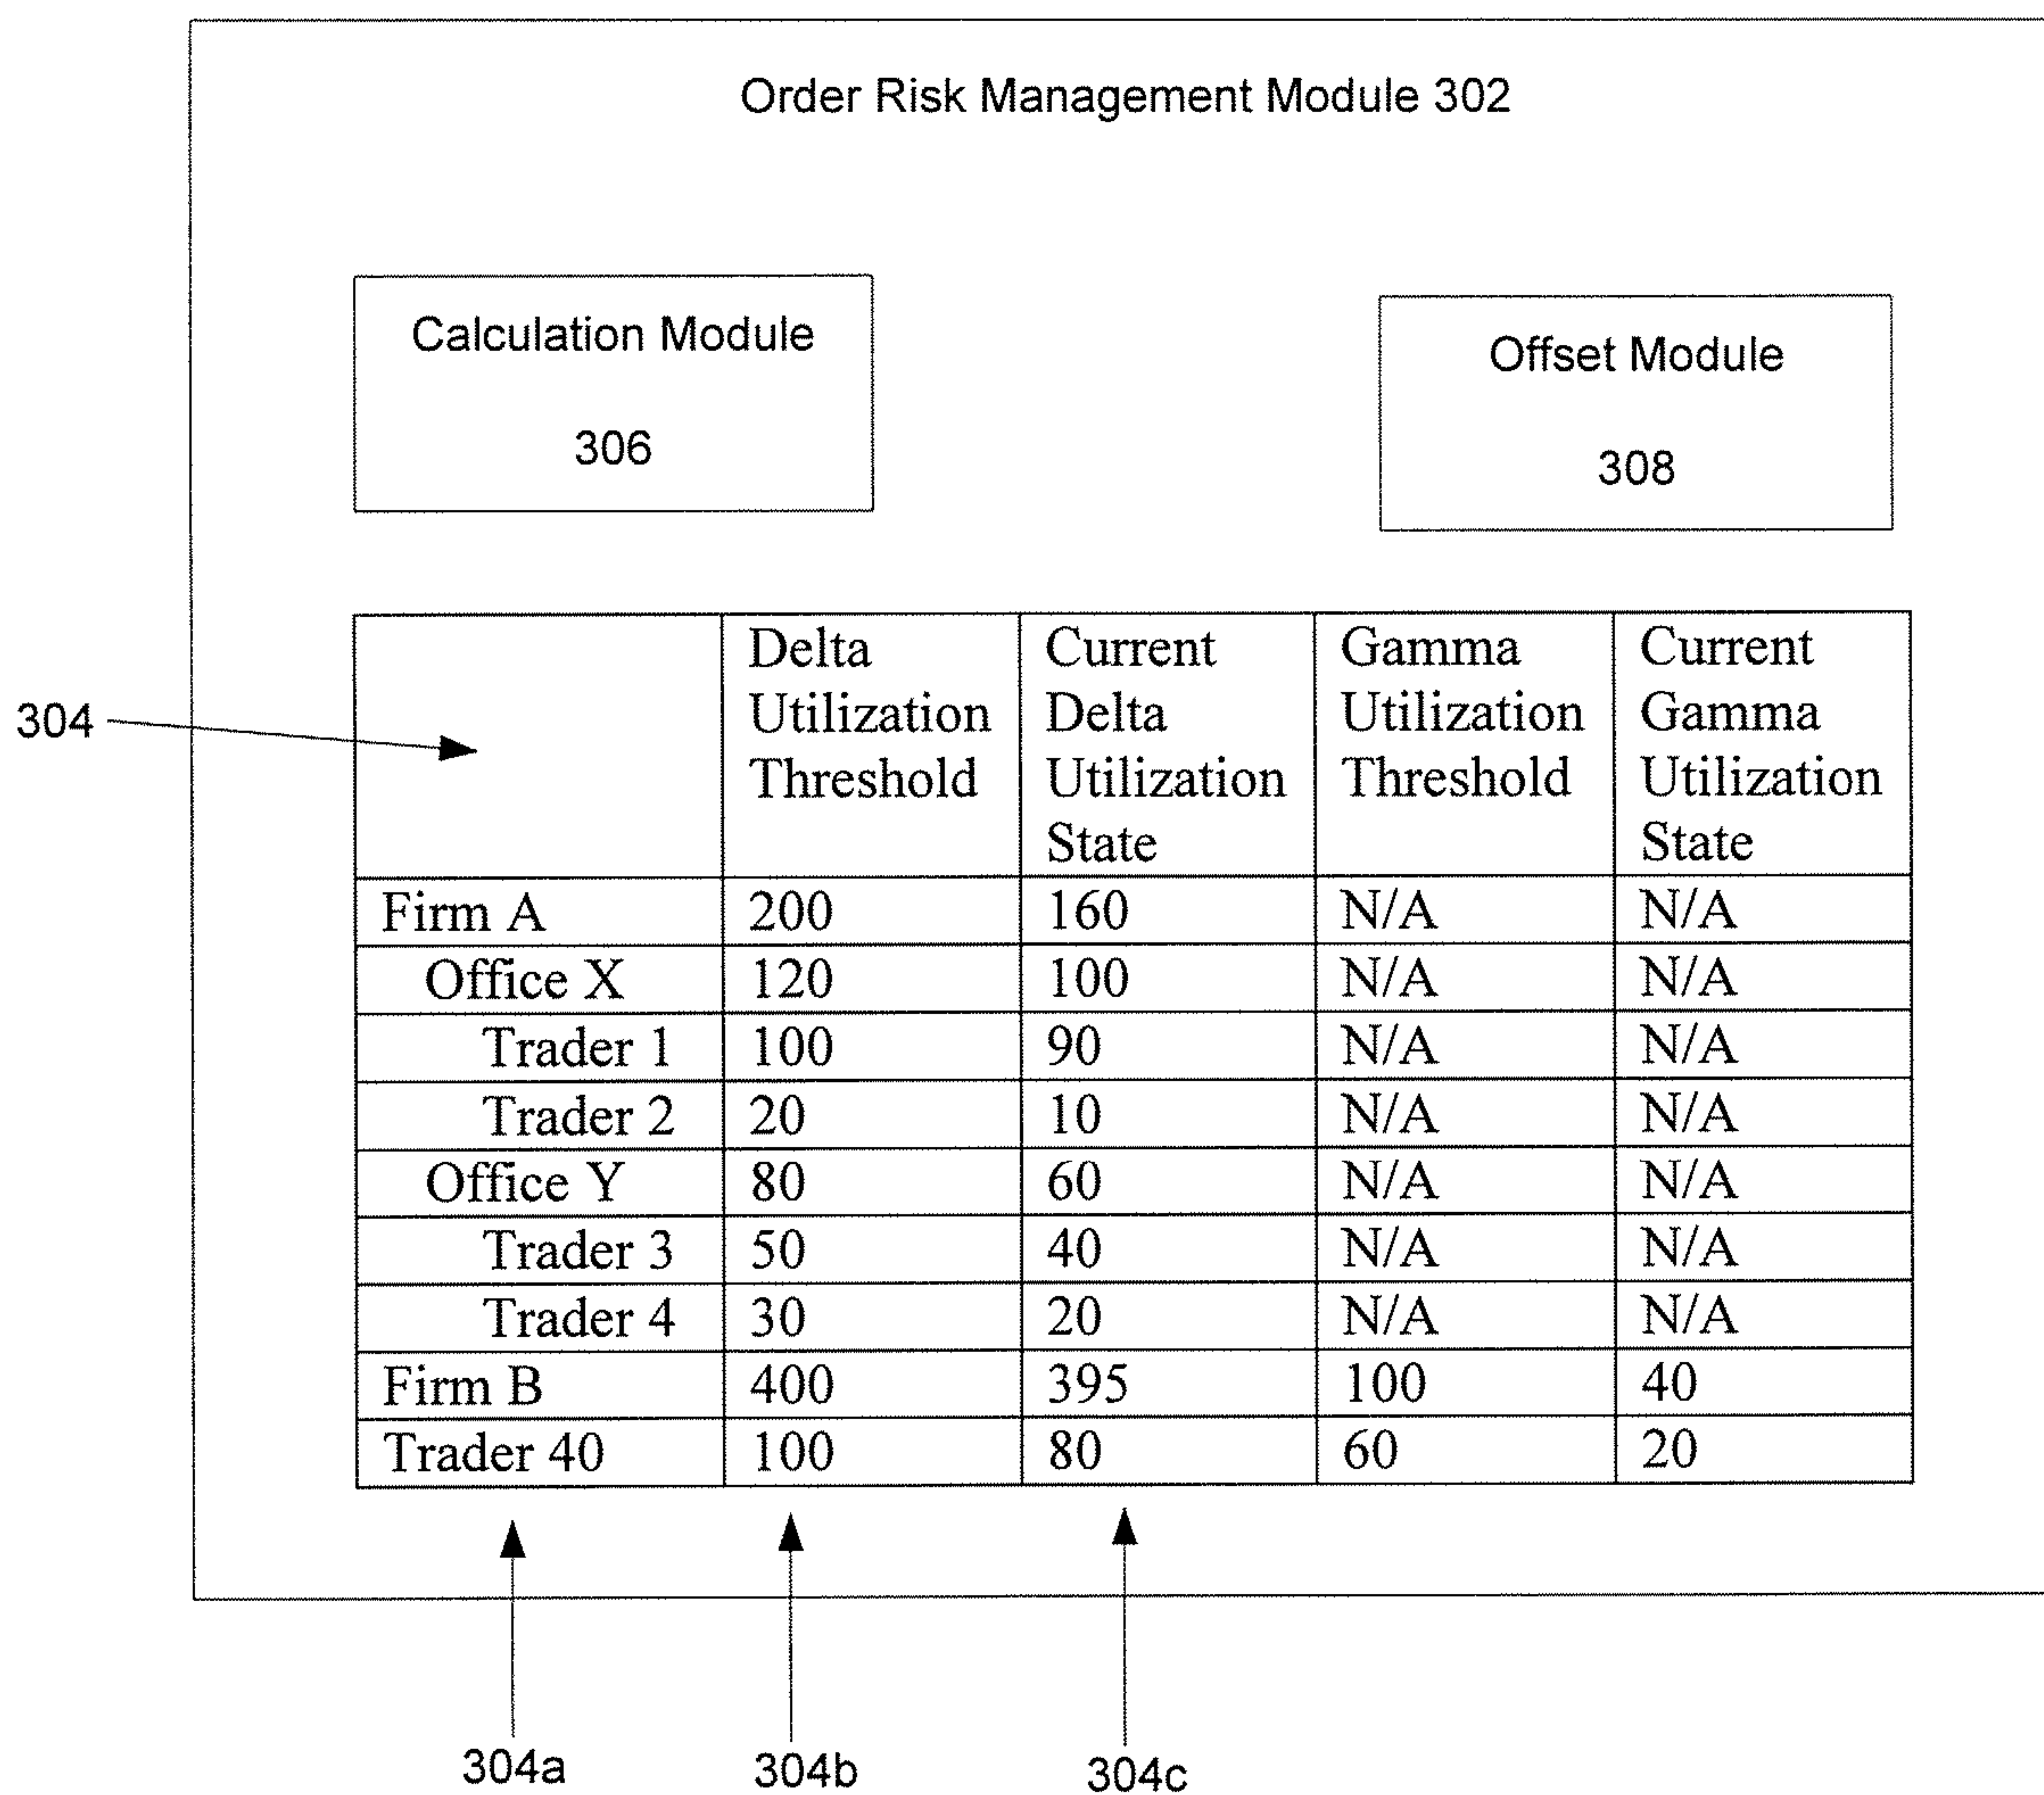 Order Risk Management Module 302
Calculation Module
306
Offset Module
308
304
Delta
Utilization
Threshold
Current
Delta
Utilization
State
Gamma
Utilization
Threshold
Current
Gamma
Utilization
State
Firm A 200 160 N/A N/A
Office X 120 100 N/A N/A
Trader 1 100 90 N/A N/A
Trader 2 20 10 N/A N/A
Office Y 80 60 N/A N/A
Trader 3 50 40 N/A N/A
Trader 4 30 20 N/A N/A
Firm B 400 395 100 40
Trader 40 100 80 60 20
304a 304b 304c